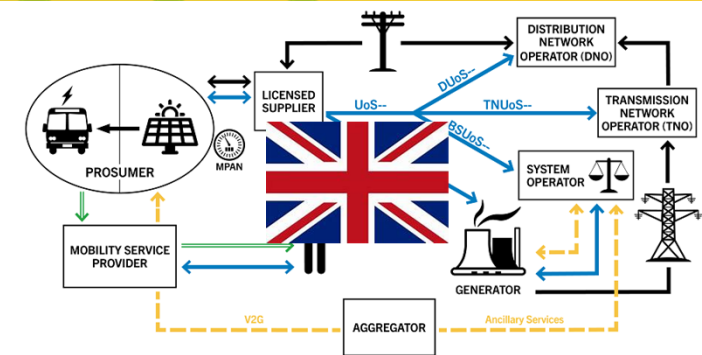 DISTRIBUTION
NETWORK
OPERATOR (DNO)
LICENSED
SUPPLIER
DUoS--
UoS--
TNUoS--
TRANSMISSION
NETWORK
OPERATOR (TNO)
BSUoS--
PROSUMER
MPAN
SYSTEM
OPERATOR
MOBILITY SERVICE
PROVIDER
GENERATOR
V2G
AGGREGATOR
Ancillary Services